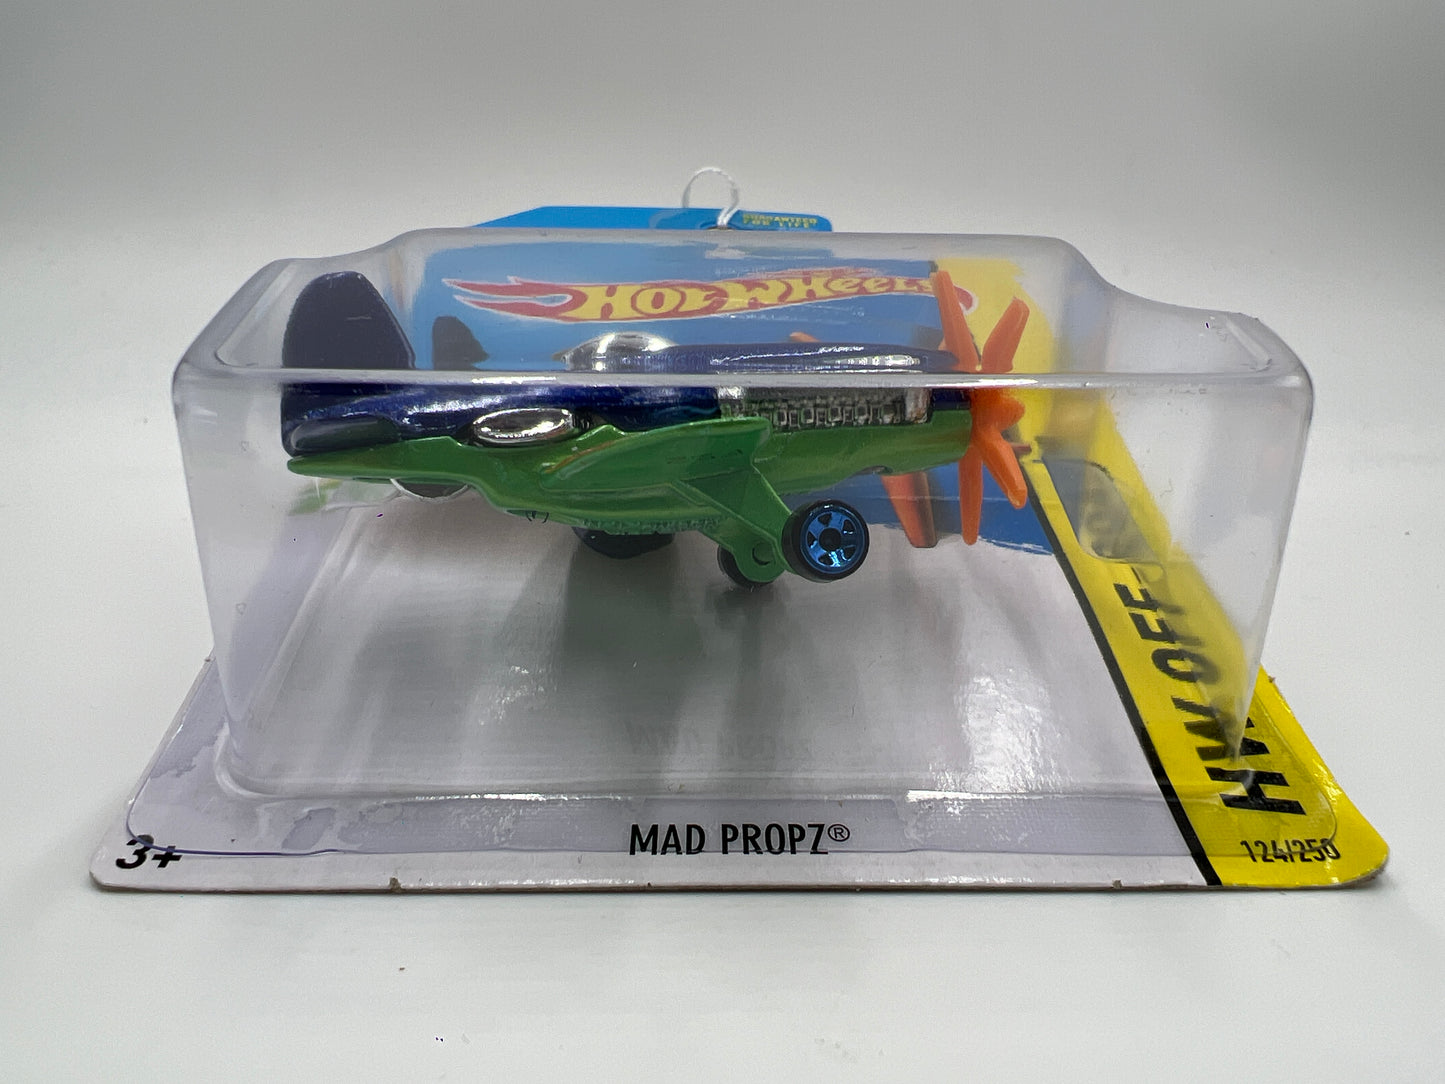 GUARANTEED
FOR LIFE
HOT WHEELS
HW OFF
MAD PROPZ®
3+
124/250